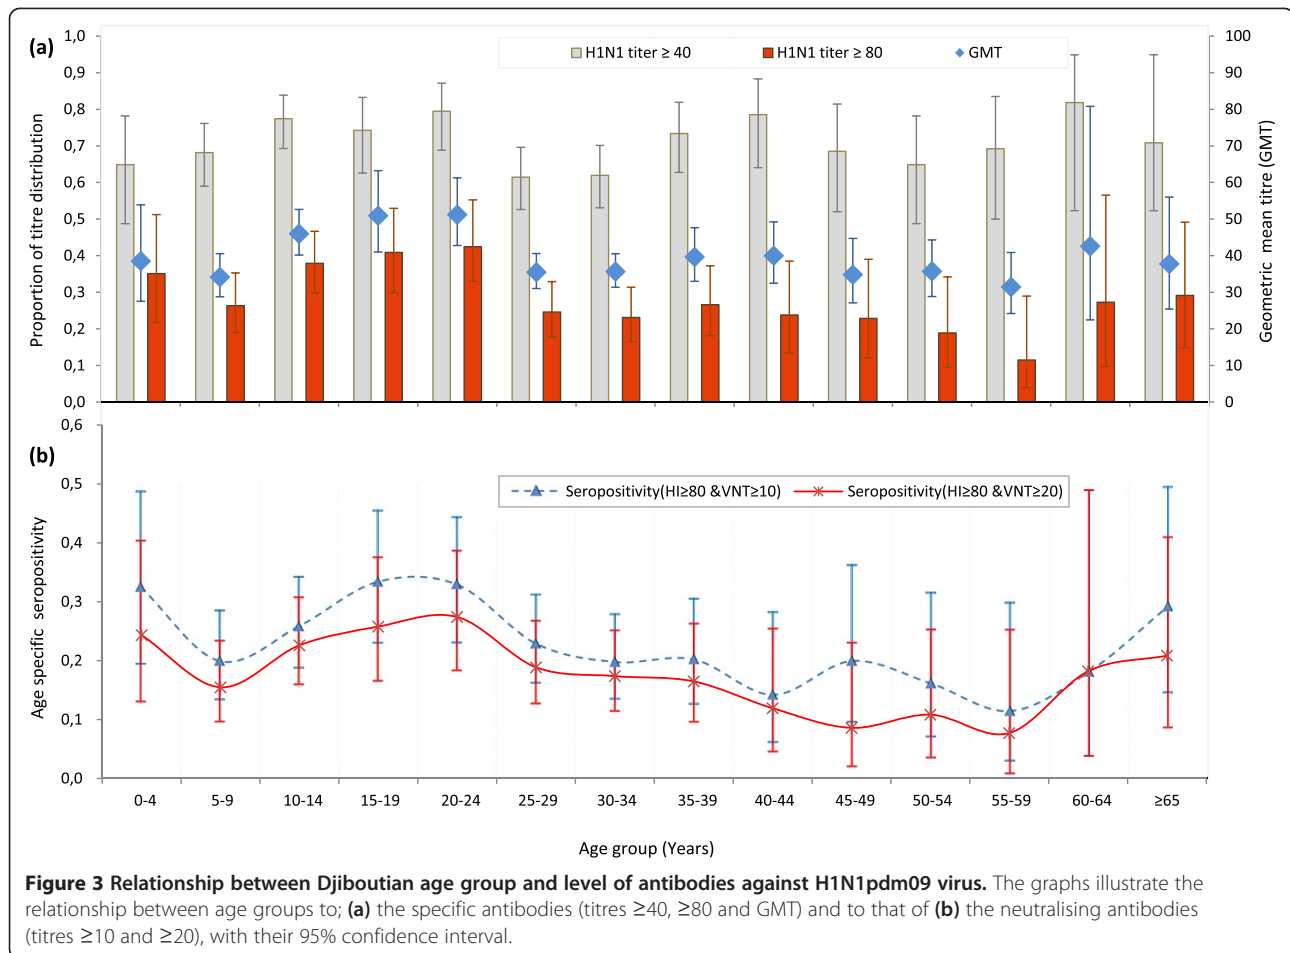 (a)
H1N1 titer ≥ 40
H1N1 titer ≥ 80
GMT
Proportion of titre distribution
1,0
0,9
0,8
0,7
0,6
0,5
0,4
0,3
0,2
0,1
0,0
Geometric mean titre (GMT)
100
90
80
70
60
50
40
30
20
10
0
(b)
Seropositivity(HI≥80 &VNT≥10)
Seropositivity(HI≥80 &VNT≥20)
Age specific seropositivity
0,6
0,5
0,4
0,3
0,2
0,1
0,0
0-4 5-9 10-14 15-19 20-24 25-29 30-34 35-39 40-44 45-49 50-54 55-59 60-64 ≥65
Age group (Years)
Figure 3 Relationship between Djiboutian age group and level of antibodies against H1N1pdm09 virus. The graphs illustrate the
relationship between age groups to; (a) the specific antibodies (titres ≥40, ≥80 and GMT) and to that of (b) the neutralising antibodies
(titres ≥10 and ≥20), with their 95% confidence interval.